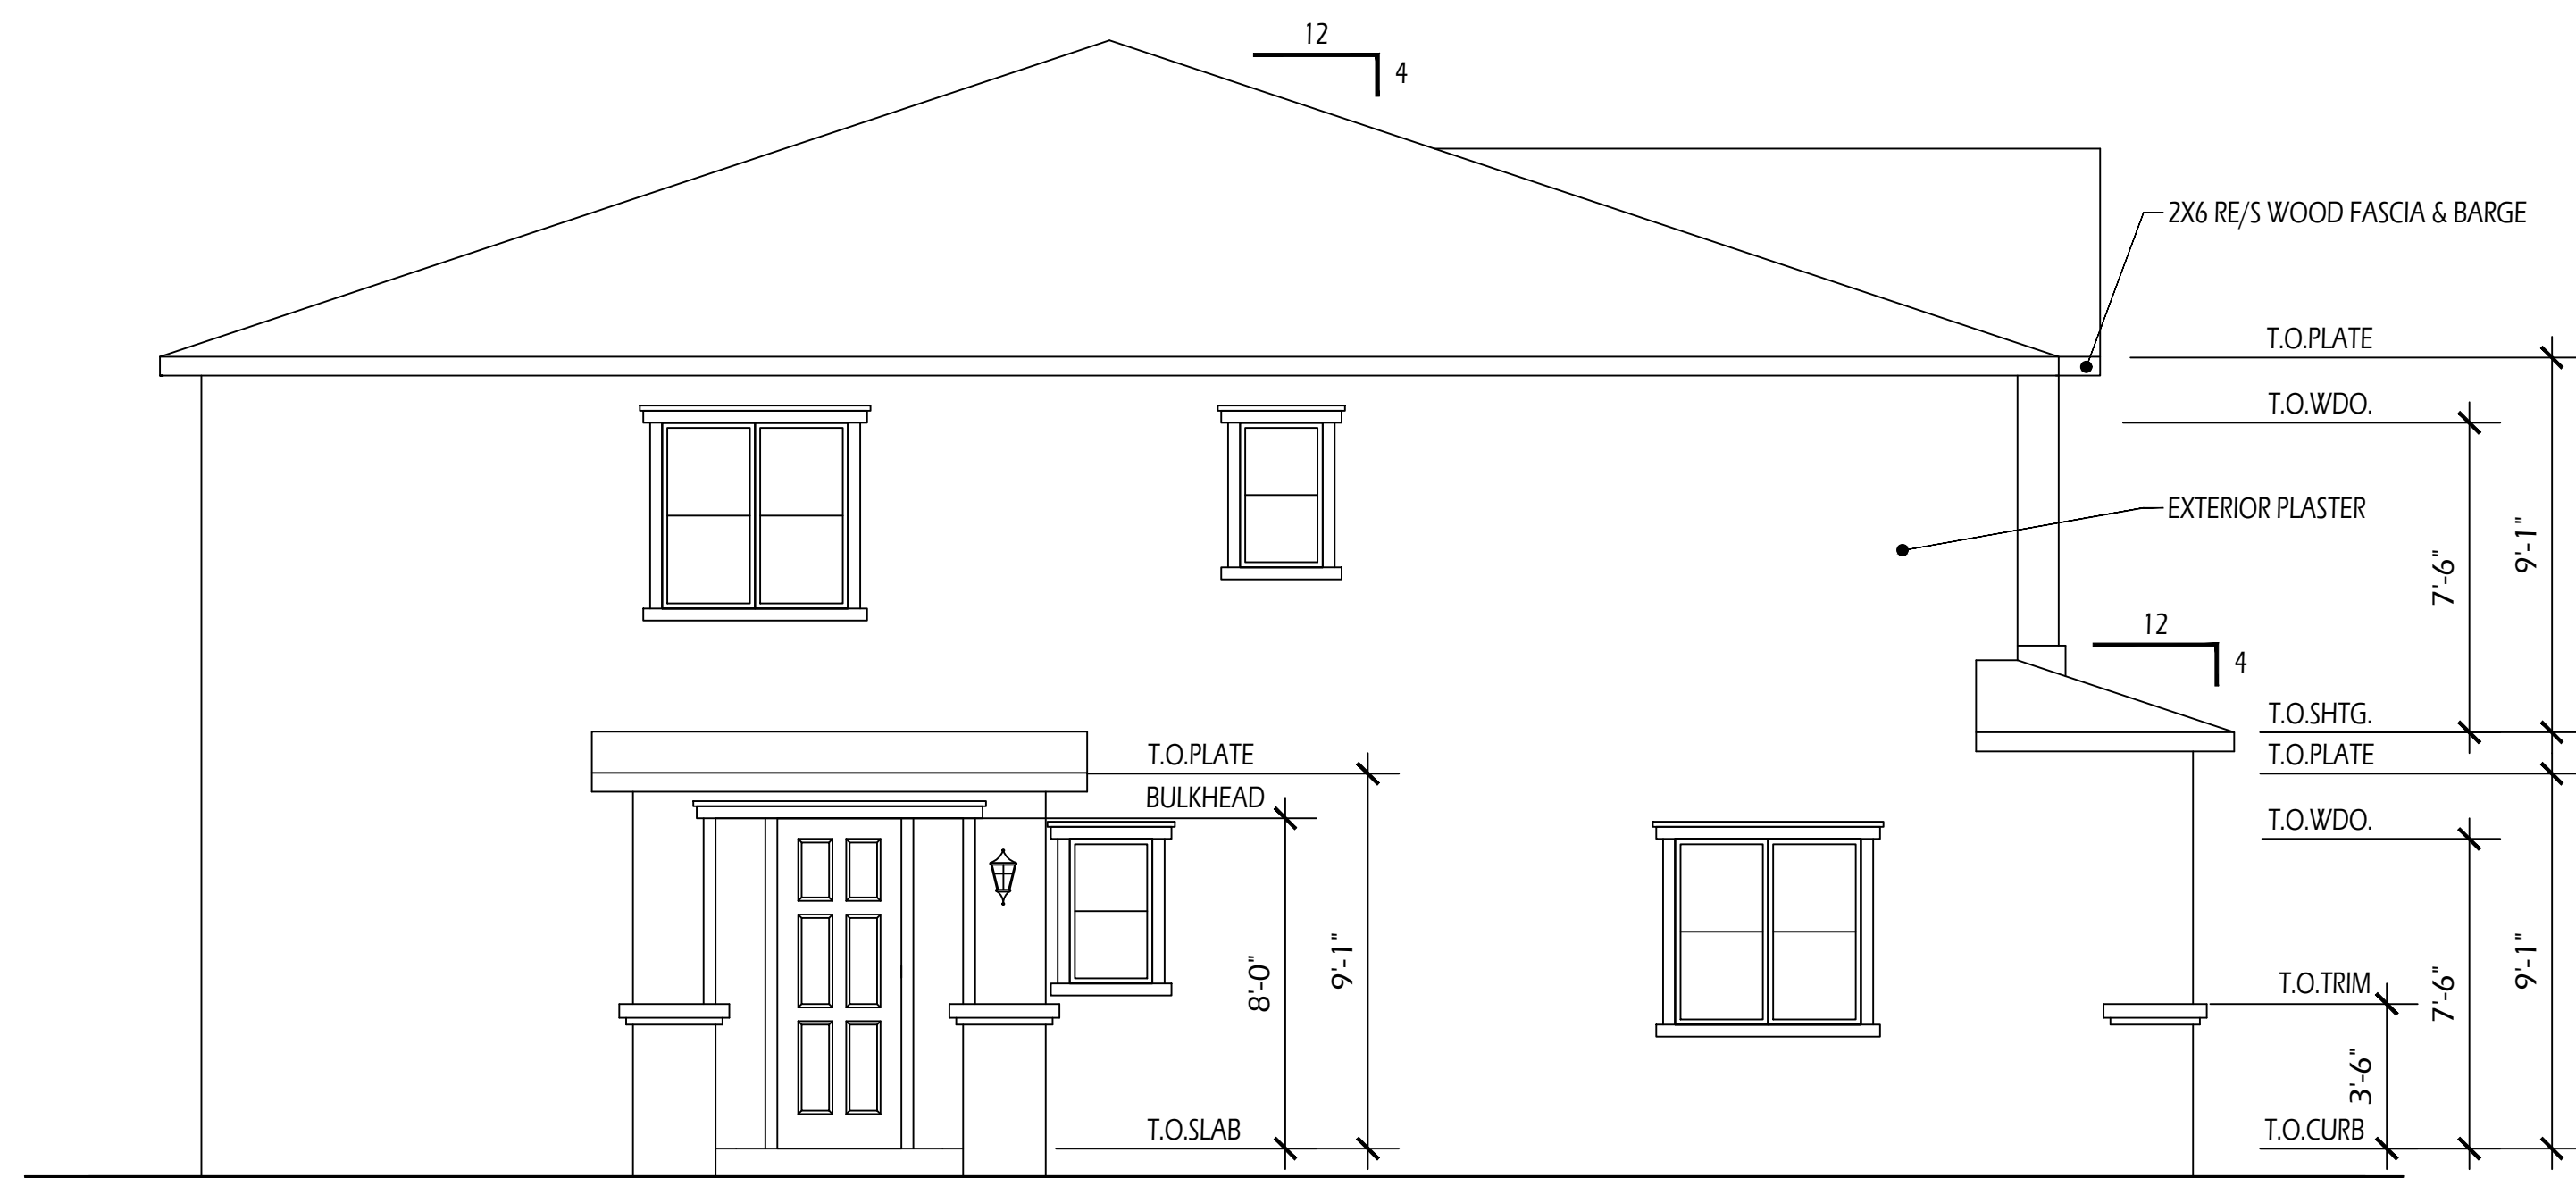 12
4
2X6 RE/S WOOD FASCIA & BARGE
T.O.PLATE
T.O.WDO.
EXTERIOR PLASTER
9'-1"
7'-6"
12
4
T.O.SHTG.
T.O.PLATE
T.O.PLATE
BULKHEAD
T.O.WDO.
8'-0"
9'-1"
T.O.TRIM
7'-6"
9'-1"
3'-6"
T.O.SLAB
T.O.CURB